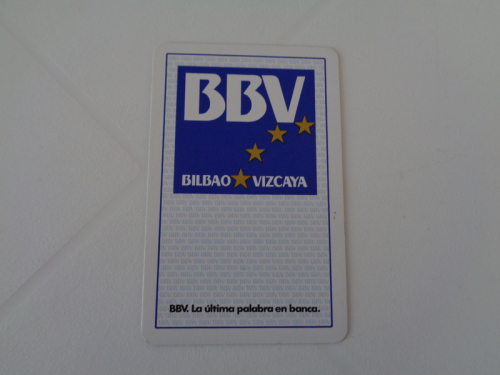 BBV
BILBAO VIZCAYA
BBV. La última palabra en banca.